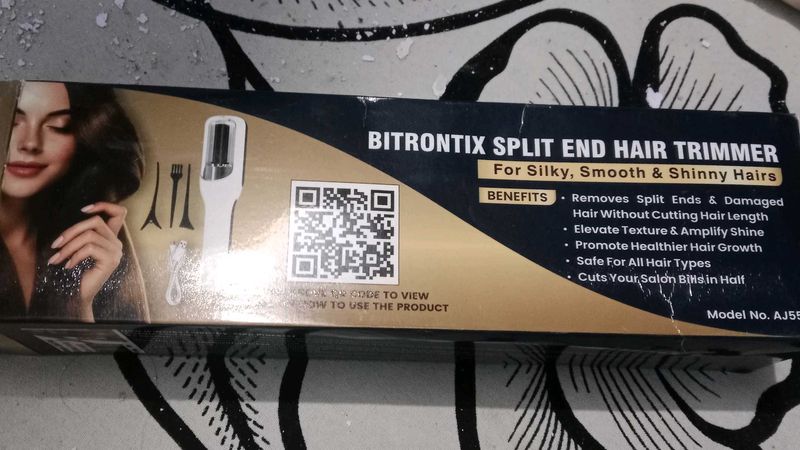 BITRONTIX SPLIT END HAIR TRIMMER
For Silky, Smooth & Shinny Hairs
BENEFITS
• Removes Split Ends & Damaged
Hair Without Cutting Hair Length
• Elevate Texture & Amplify Shine
• Promote Healthier Hair Growth
• Safe For All Hair Types
• Cuts Your Salon Bills in Half
CODE TO VIEW
TO USE THE PRODUCT
Model No. AJ55